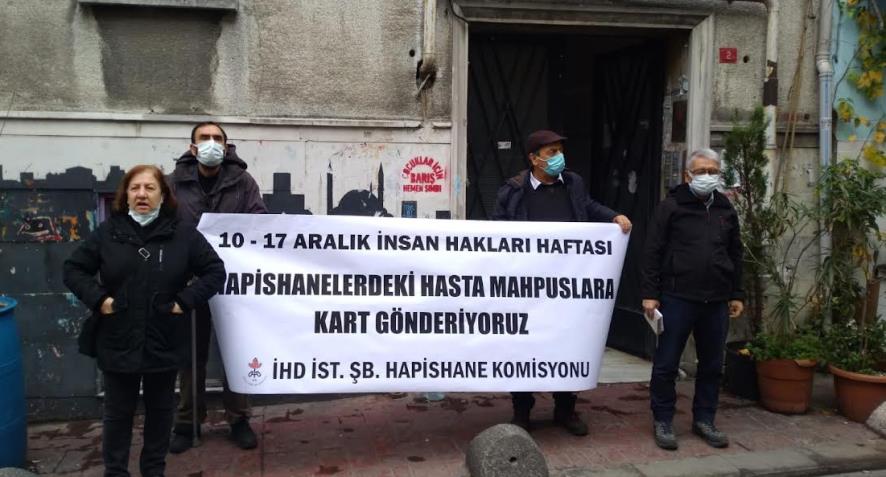 2
ÇOCUKLAR İÇİN
BARIŞ
HEMEN ŞİMDİ
10 - 17 ARALIK İNSAN HAKLARI HAFTASI
HAPİSHANELERDEKİ HASTA MAHPUSLARA
KART GÖNDERİYORUZ
İHD İST. ŞB. HAPİSHANE KOMİSYONU